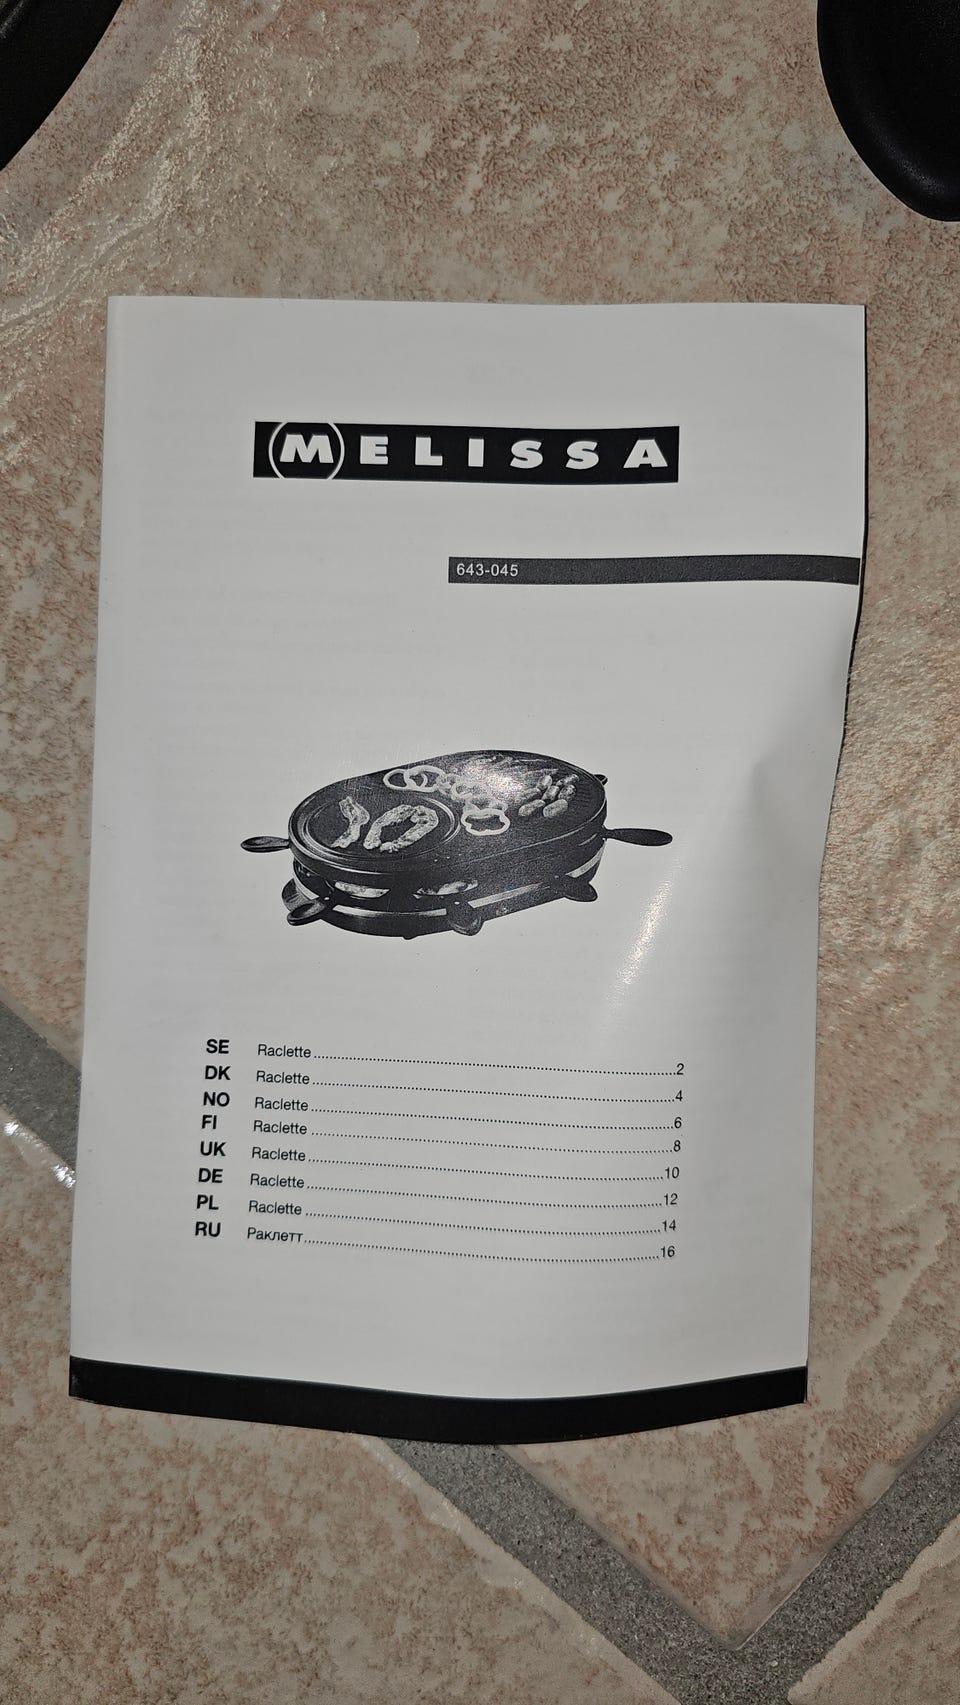 MELISSA
643-045
SE Raclette....................2
DK Raclette....................4
NO Raclette....................6
FI Raclette....................8
UK Raclette....................10
DE Raclette....................12
PL Raclette....................14
RU Раклетт....................16